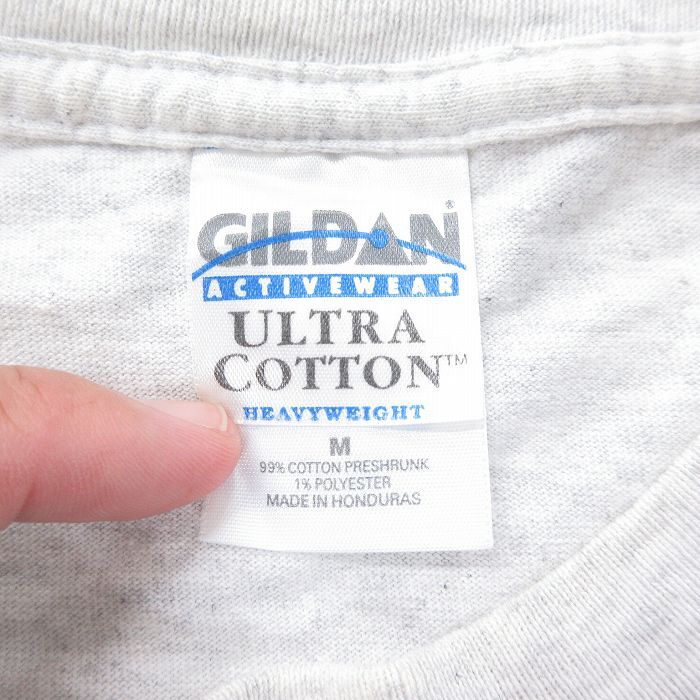 GILDAN®
ACTIVEWEAR
ULTRA
COTTON™
HEAVYWEIGHT
M
99% COTTON PRESHRUNK
1% POLYESTER
MADE IN HONDURAS